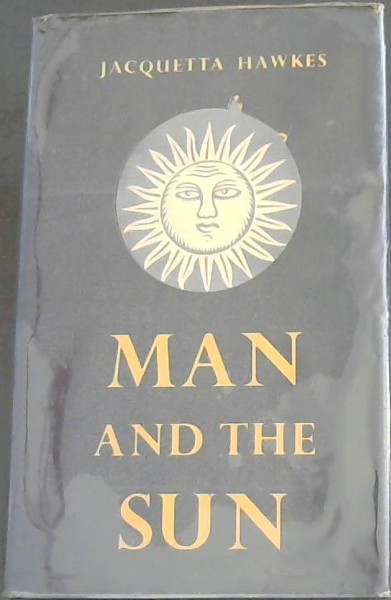 JACQUETTA HAWKES
MAN
AND THE
SUN